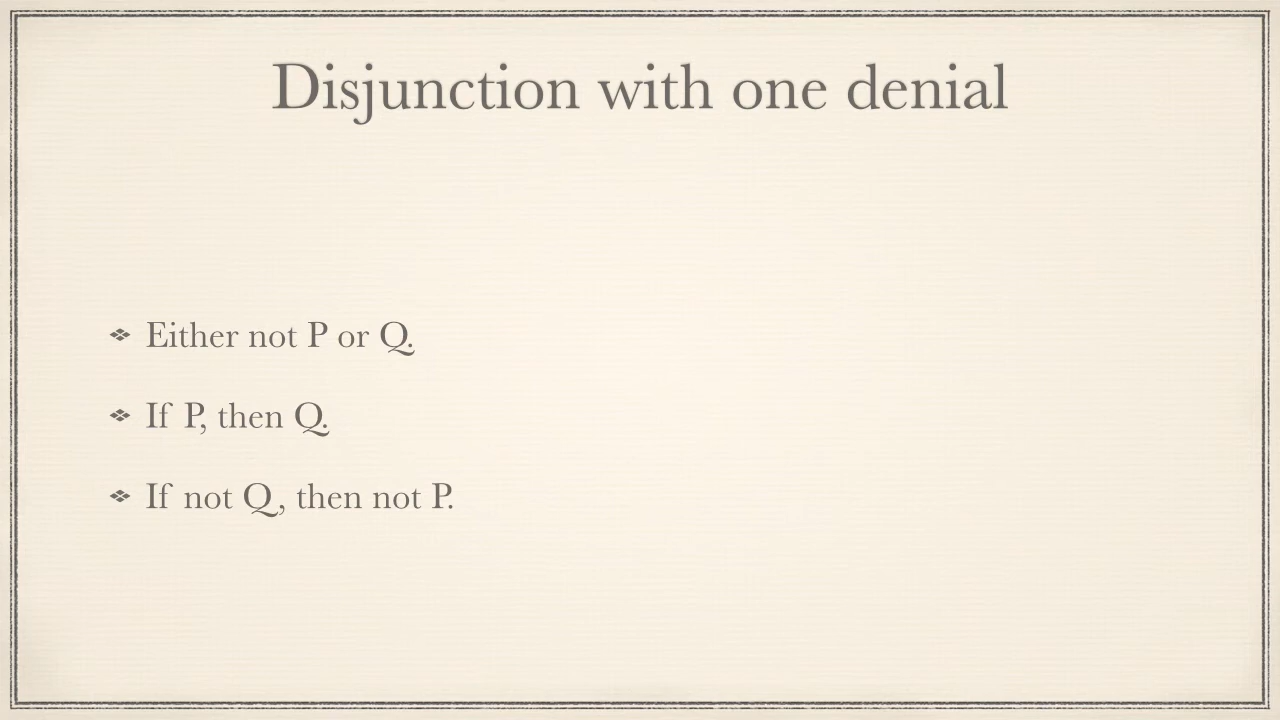 Disjunction with one denial
Either not P or Q.
If P, then Q.
If not Q, then not P.